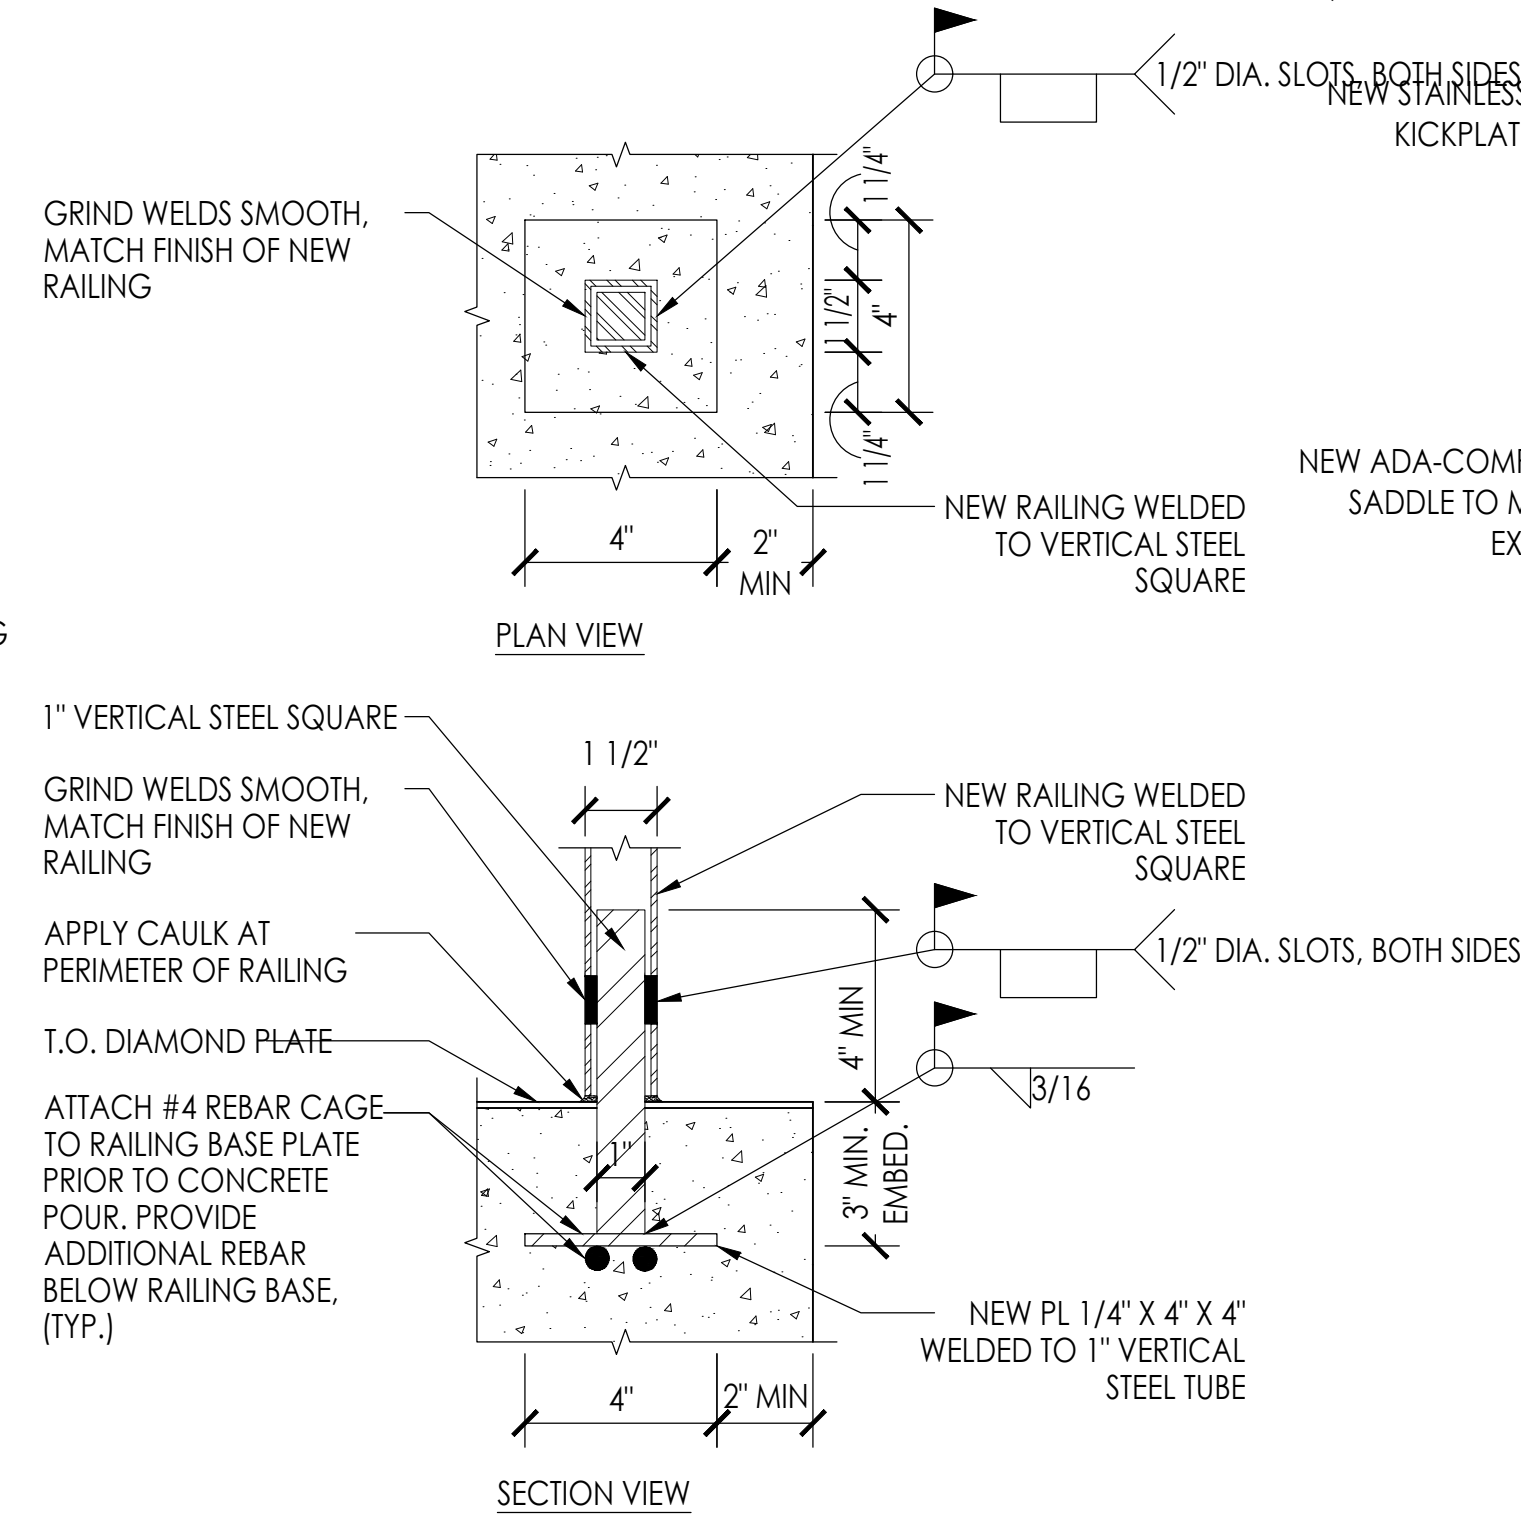 1/2" DIA. SLOTS, BOTH SIDES
NEW STAINLESS
GRIND WELDS SMOOTH,
MATCH FINISH OF NEW
RAILING
1 1/4"
1 1/2"
4"
1 1/4"
NEW RAILING WELDED
TO VERTICAL STEEL
SQUARE
4"
2"
MIN
PLAN VIEW
NEW ADA-COM
SADDLE TO
EX
G
1" VERTICAL STEEL SQUARE
GRIND WELDS SMOOTH,
MATCH FINISH OF NEW
RAILING
APPLY CAULK AT
PERIMETER OF RAILING
T.O. DIAMOND PLATE
ATTACH #4 REBAR CAGE
TO RAILING BASE PLATE
PRIOR TO CONCRETE
POUR. PROVIDE
ADDITIONAL REBAR
BELOW RAILING BASE,
(TYP.)
1 1/2"
NEW RAILING WELDED
TO VERTICAL STEEL
SQUARE
1/2" DIA. SLOTS, BOTH SIDES
3/16
4" MIN
3" MIN.
EMBED.
1"
NEW PL 1/4" X 4" X 4"
WELDED TO 1" VERTICAL
STEEL TUBE
4"
2" MIN
SECTION VIEW
KICKPLAT